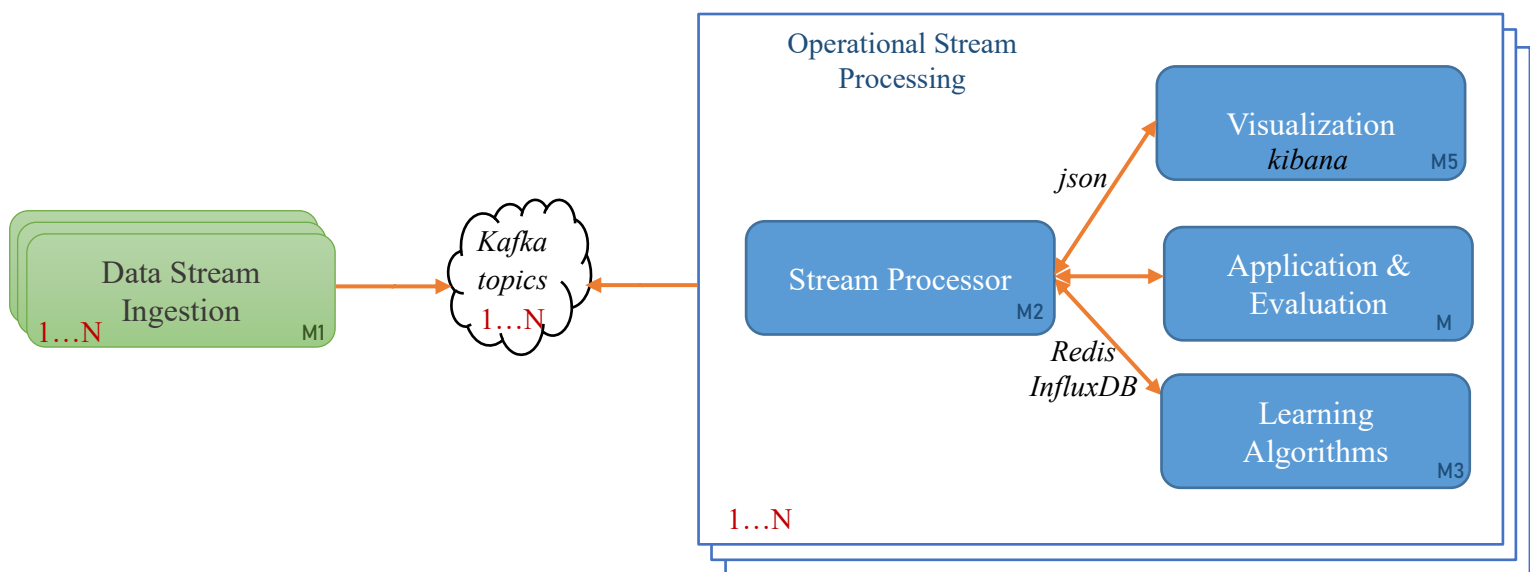 Data Stream
Ingestion
1…N
M1
Kafka
topics
1…N
Operational Stream
Processing
Stream Processor
M2
json
Redis
InfluxDB
Visualization
kibana
M5
Application &
Evaluation
M
Learning
Algorithms
M3
1…N